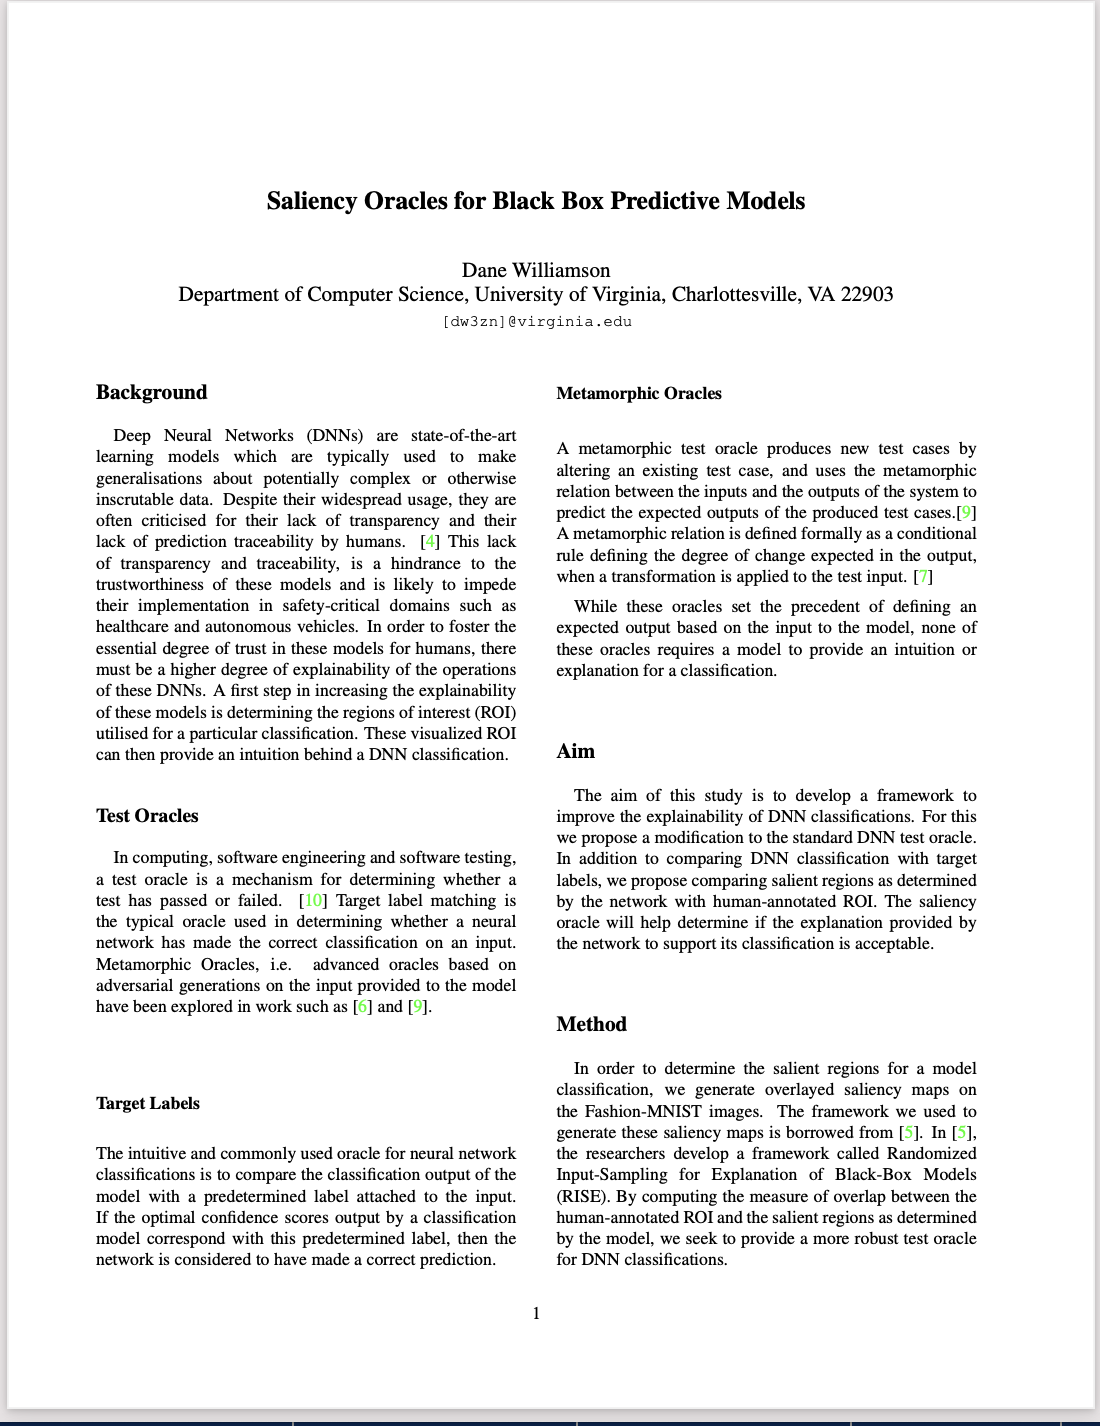 Saliency Oracles for Black Box Predictive Models
Dane Williamson
Department of Computer Science, University of Virginia, Charlottesville, VA 22903
[dw3zn]@virginia.edu
Background
Deep Neural Networks (DNNs) are state-of-the-art
learning models which are typically used to make
generalisations about potentially complex or otherwise
inscrutable data. Despite their widespread usage, they are
often criticised for their lack of transparency and their
lack of prediction traceability by humans. [4] This lack
of transparency and traceability, is a hindrance to the
trustworthiness of these models and is likely to impede
their implementation in safety-critical domains such as
healthcare and autonomous vehicles. In order to foster the
essential degree of trust in these models for humans, there
must be a higher degree of explainability of the operations
of these DNNs. A first step in increasing the explainability
of these models is determining the regions of interest (ROI)
utilised for a particular classification. These visualized ROI
can then provide an intuition behind a DNN classification.
Test Oracles
In computing, software engineering and software testing,
a test oracle is a mechanism for determining whether a
test has passed or failed. [10] Target label matching is
the typical oracle used in determining whether a neural
network has made the correct classification on an input.
Metamorphic Oracles, i.e. advanced oracles based on
adversarial generations on the input provided to the model
have been explored in work such as [6] and [9].
Target Labels
The intuitive and commonly used oracle for neural network
classifications is to compare the classification output of the
model with a predetermined label attached to the input.
If the optimal confidence scores output by a classification
model correspond with this predetermined label, then the
network is considered to have made a correct prediction.
Metamorphic Oracles
A metamorphic test oracle produces new test cases by
altering an existing test case, and uses the metamorphic
relation between the inputs and the outputs of the system to
predict the expected outputs of the produced test cases.[9]
A metamorphic relation is defined formally as a conditional
rule defining the degree of change expected in the output,
when a transformation is applied to the test input. [7]
While these oracles set the precedent of defining an
expected output based on the input to the model, none of
these oracles requires a model to provide an intuition or
explanation for a classification.
Aim
The aim of this study is to develop a framework to
improve the explainability of DNN classifications. For this
we propose a modification to the standard DNN test oracle.
In addition to comparing DNN classification with target
labels, we propose comparing salient regions as determined
by the network with human-annotated ROI. The saliency
oracle will help determine if the explanation provided by
the network to support its classification is acceptable.
Method
In order to determine the salient regions for a model
classification, we generate overlayed saliency maps on
the Fashion-MNIST images. The framework we used to
generate these saliency maps is borrowed from [5]. In [5],
the researchers develop a framework called Randomized
Input-Sampling for Explanation of Black-Box Models
(RISE). By computing the measure of overlap between the
human-annotated ROI and the salient regions as determined
by the model, we seek to provide a more robust test oracle
for DNN classifications.
1